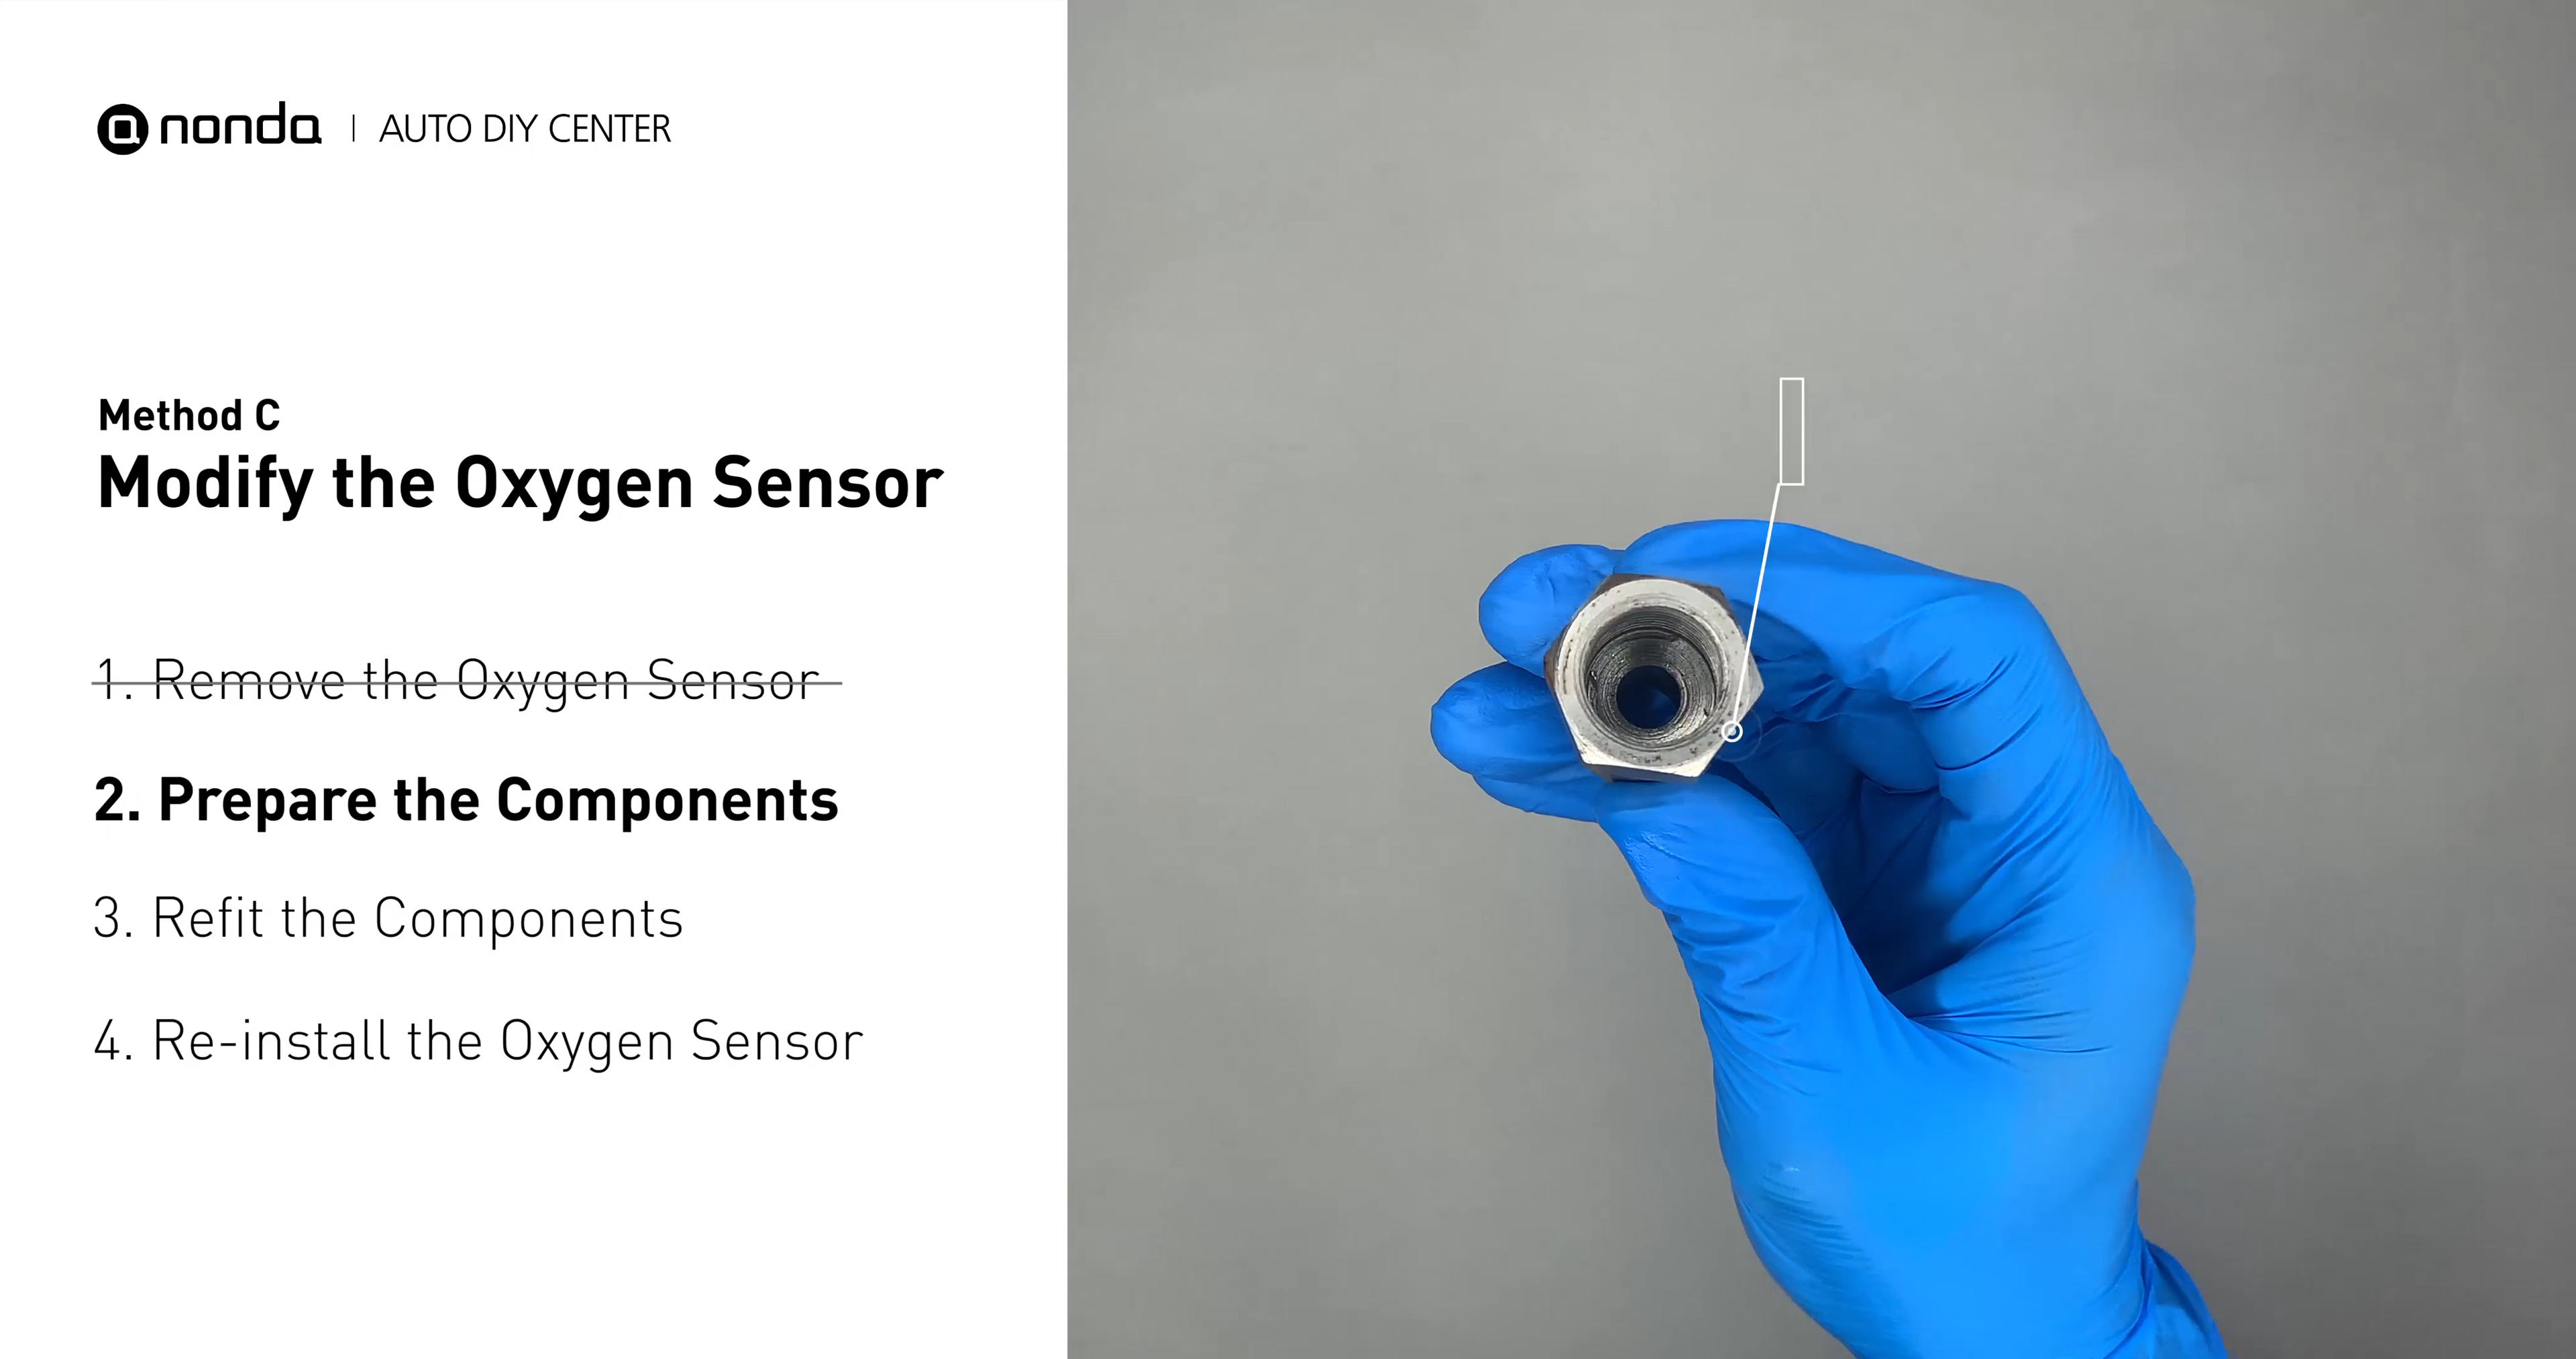 nonda | AUTO DIY CENTER
Method C
Modify the Oxygen Sensor
1. Remove the Oxygen Sensor
2. Prepare the Components
3. Refit the Components
4. Re-install the Oxygen Sensor